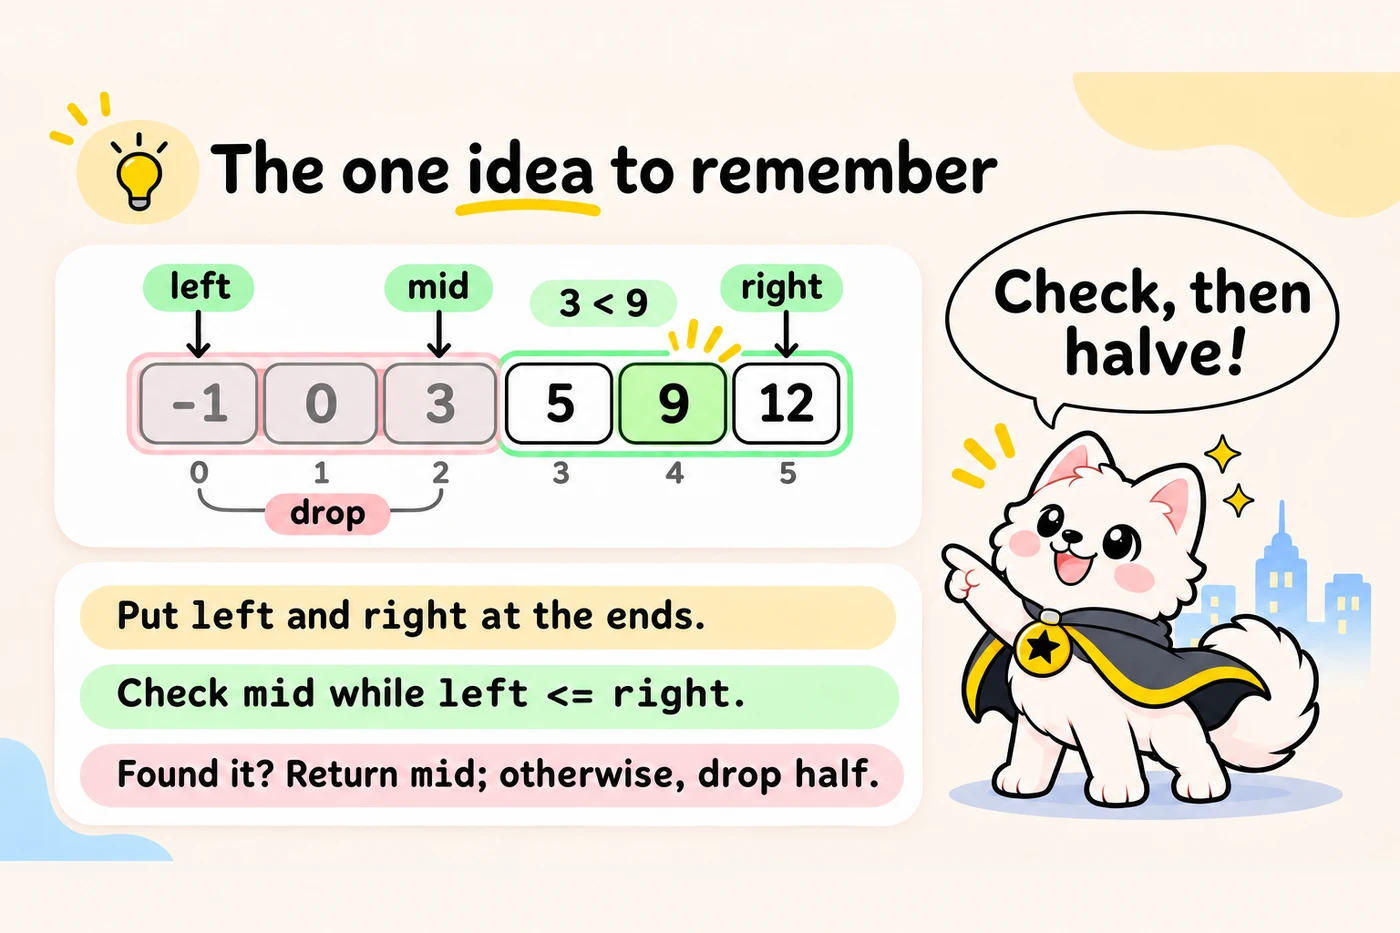 The one idea to remember
left
mid
3 < 9
right
-1 0 3 5 9 12
0 1 2 3 4 5
drop
Check, then
halve!
Put left and right at the ends.
Check mid while left <= right.
Found it? Return mid; otherwise, drop half.